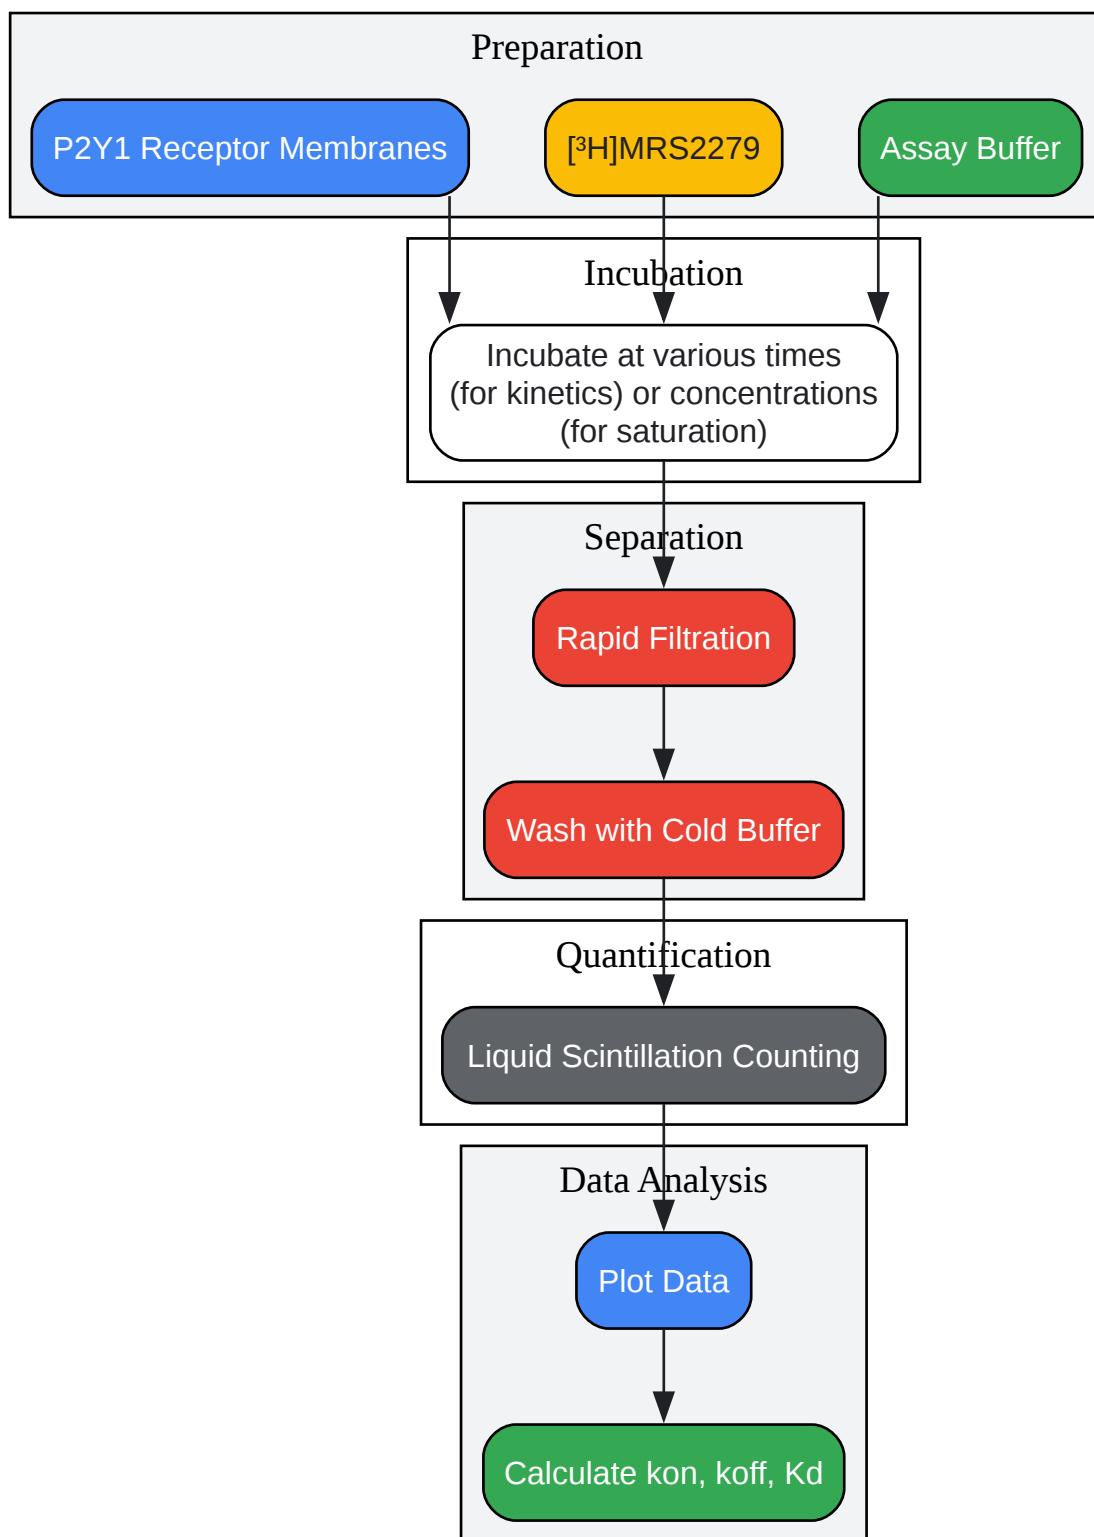 Preparation
P2Y1 Receptor Membranes
[³H]MRS2279
Assay Buffer
Incubation
Incubate at various times
(for kinetics) or concentrations
(for saturation)
Separation
Rapid Filtration
Wash with Cold Buffer
Quantification
Liquid Scintillation Counting
Data Analysis
Plot Data
Calculate kon, koff, Kd